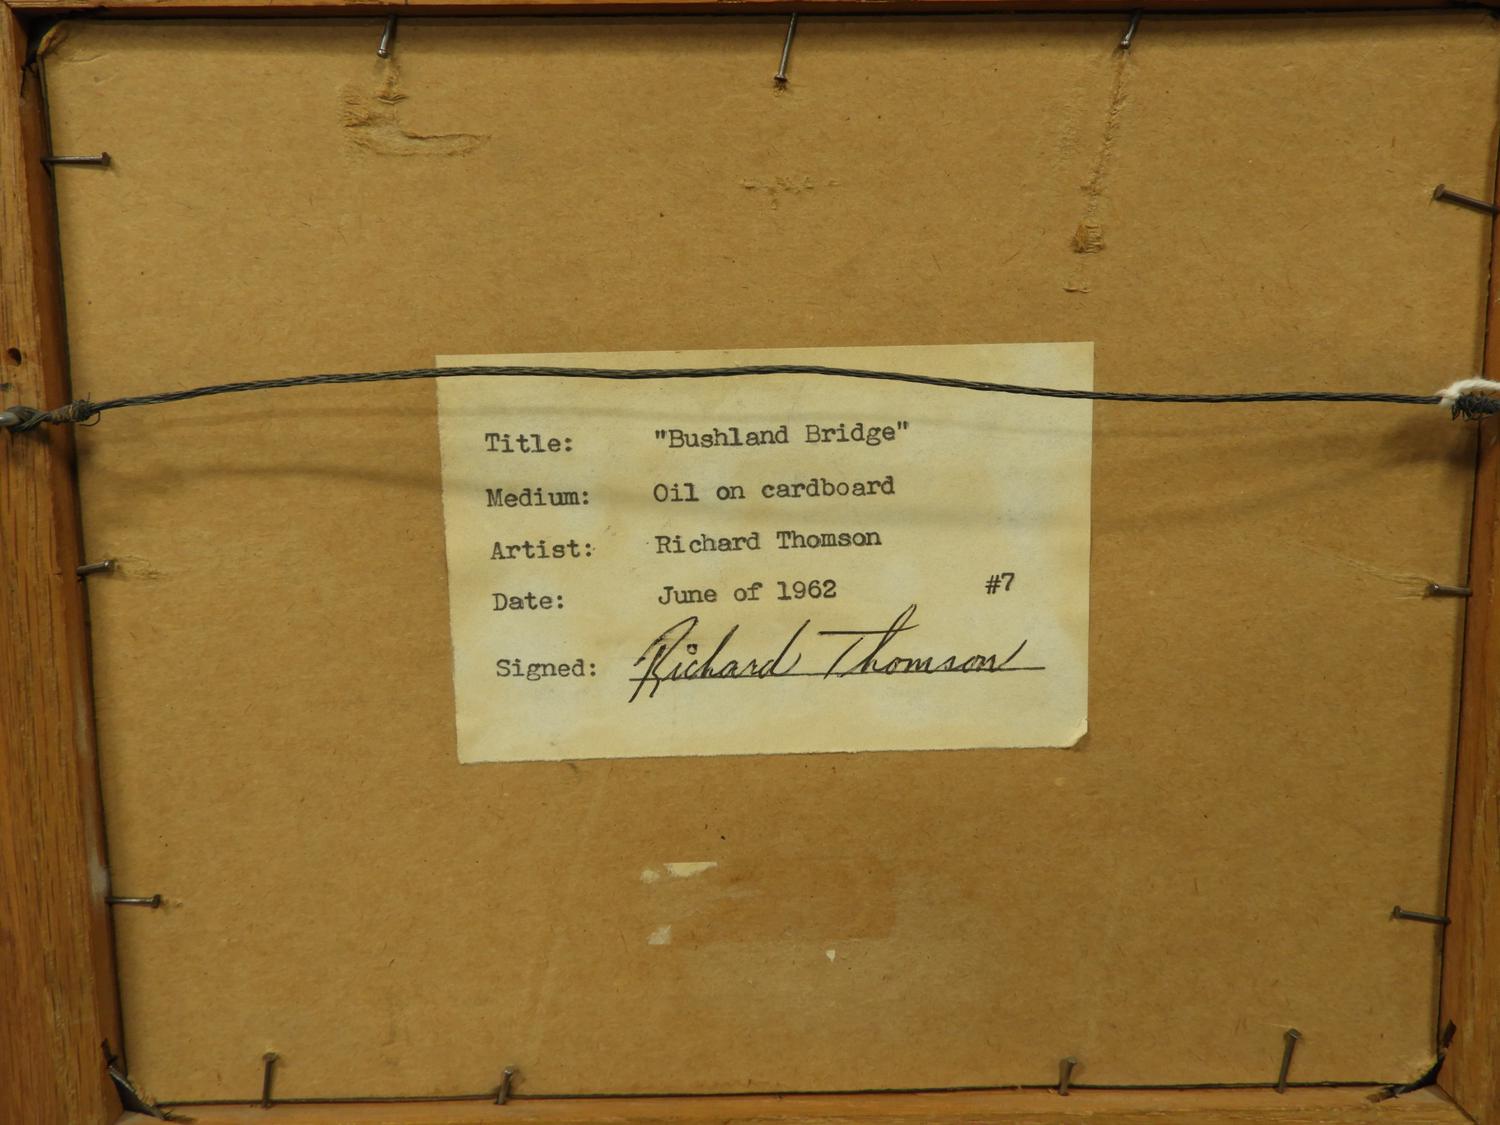 Title: "Bushland Bridge"
Medium: Oil on cardboard
Artist: Richard Thomson
Date: June of 1962 #7
Signed: Richard Thomson